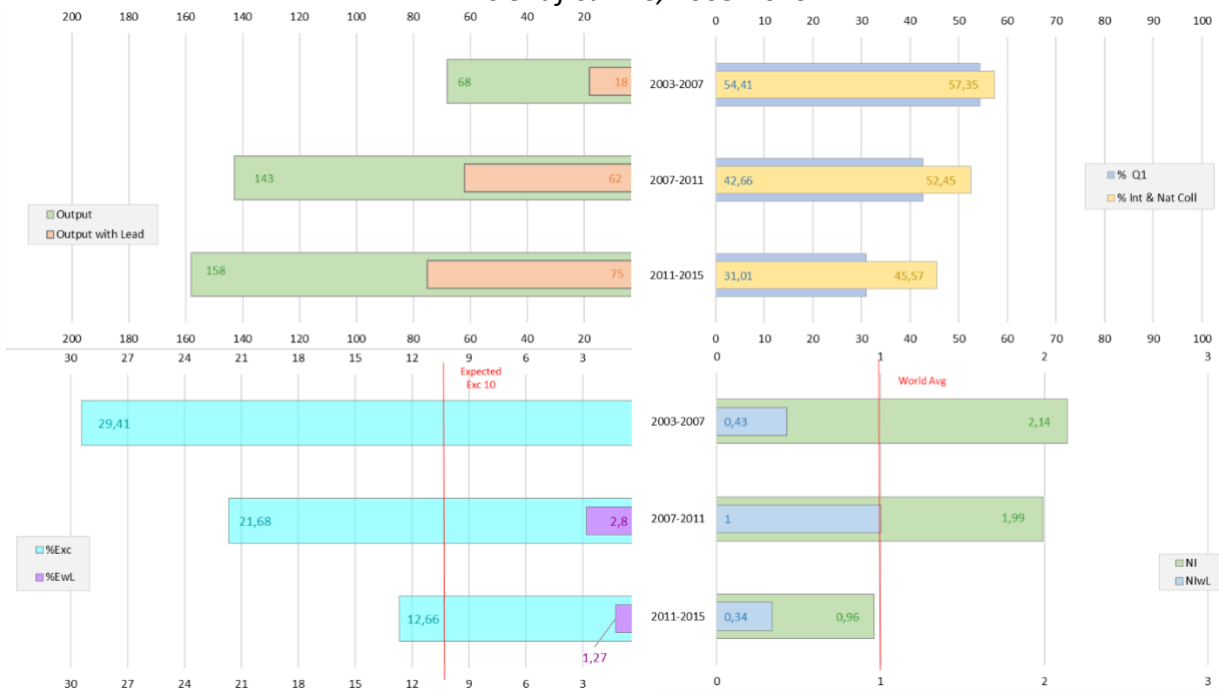 200 180 160 140 120 100 80 60 40 20
0 10 20 30 40 50 60 70 80 90 100
68 18
2003-2007
54,41 57,35
143 62
2007-2011
42,66 52,45
% Q1
% Int & Nat Coll
Output
Output with Lead
158 75
2011-2015
31,01 45,57
200 180 160 140 120 100 80 60 40 20
0 10 20 30 40 50 60 70 80 90 100
30 27 24 21 18 15 12 9 6 3
0 1 2 3
Expected
Exc 10
World Avg
29,41
2003-2007
0,43 2,14
21,68 2,8
2007-2011
1 1,99
%Exc
%EwL
NI
NIwL
12,66
2011-2015
0,34 0,96
1,27
30 27 24 21 18 15 12 9 6 3
0 1 2 3